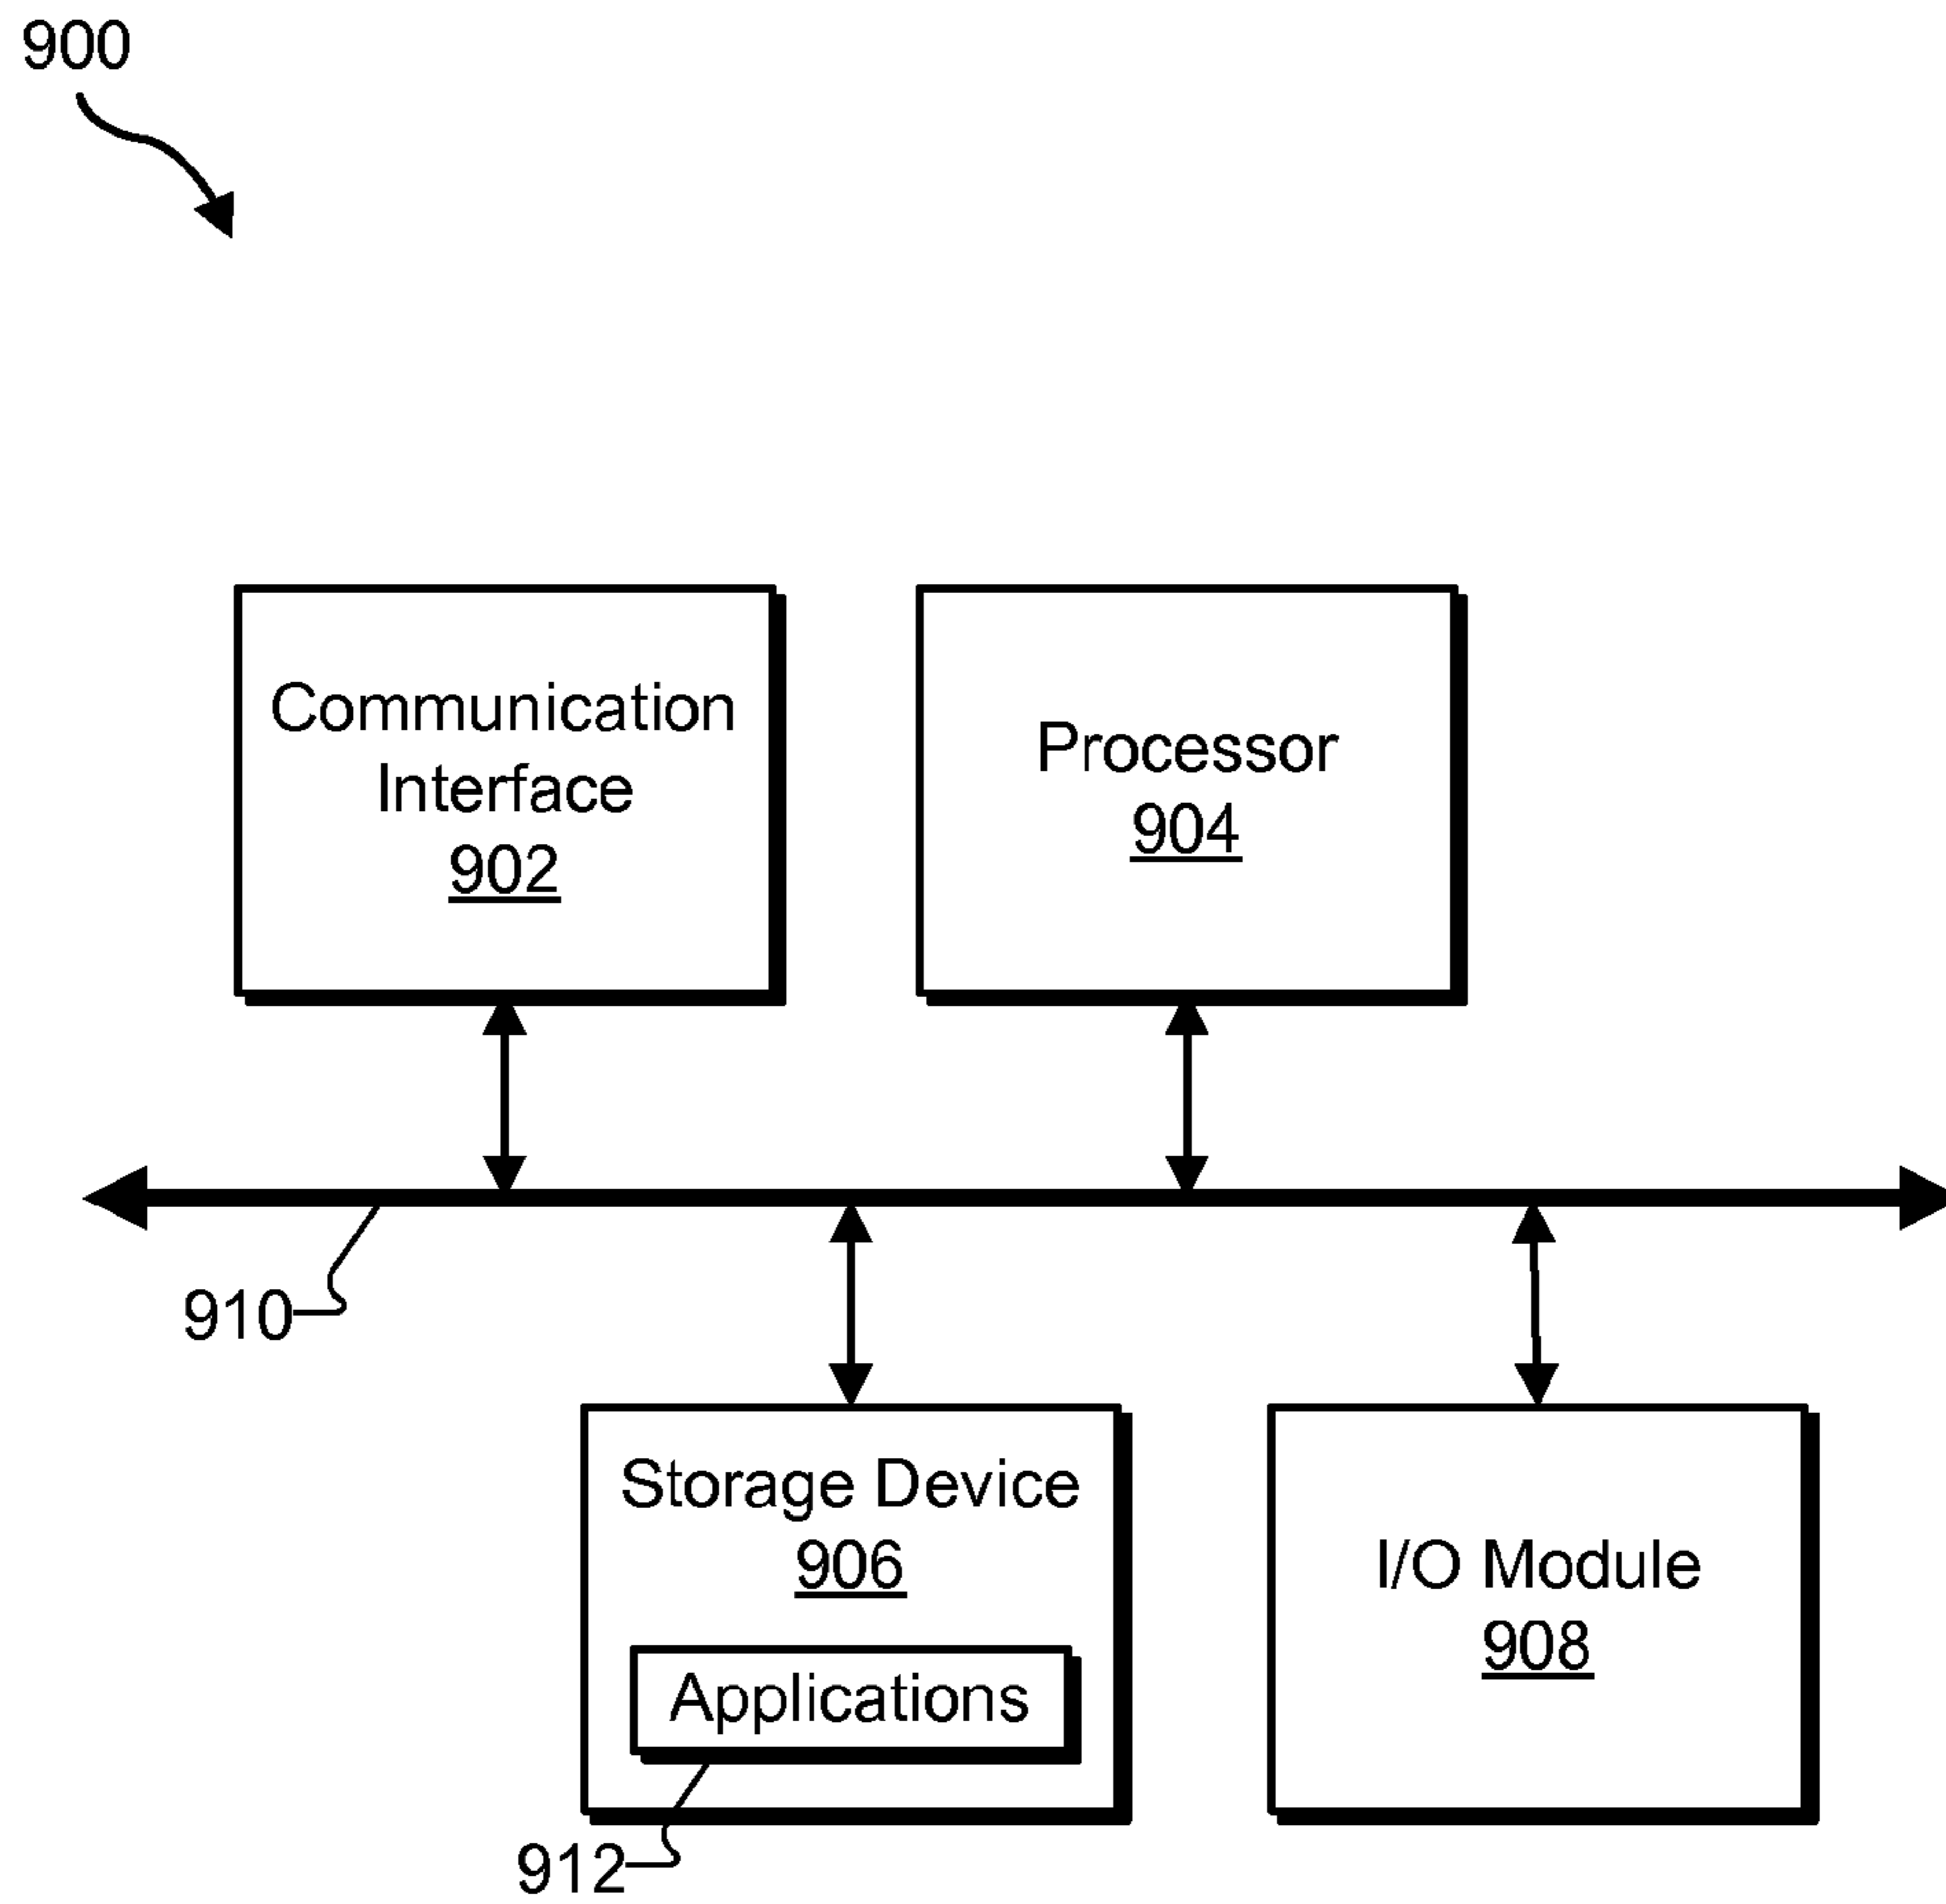 900
Communication
Interface
902
Processor
904
910
Storage Device
906
Applications
912
I/O Module
908